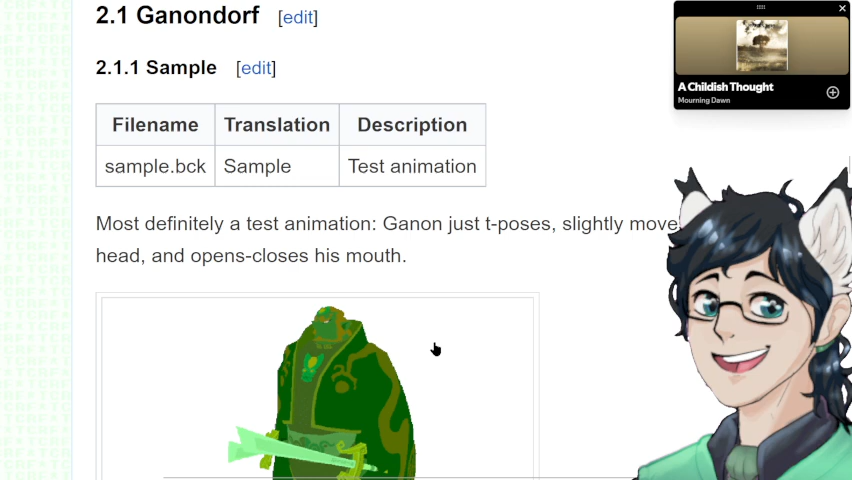 2.1 Ganondorf [edit]
2.1.1 Sample [edit]
Filename Translation Description
sample.bck Sample Test animation
Most definitely a test animation: Ganon just t-poses, slightly move
head, and opens-closes his mouth.
A Childish Thought
Mourning Dawn